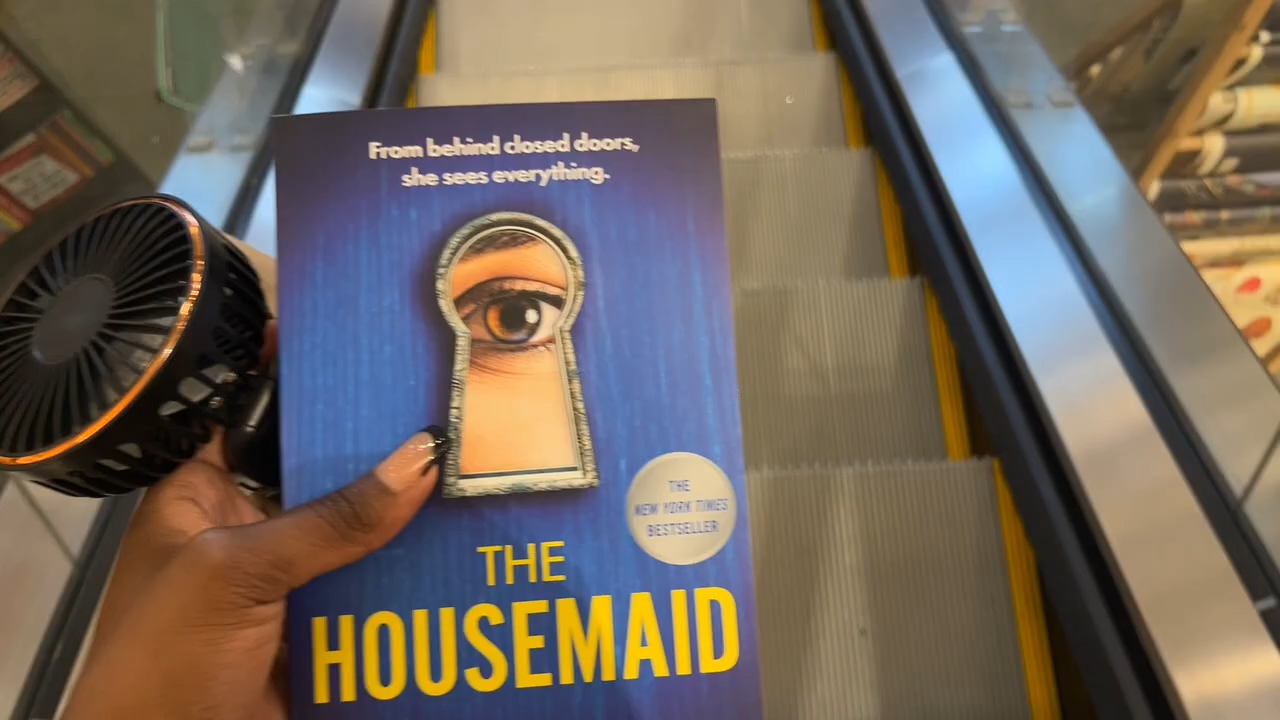 From behind closed doors,
she sees everything.
THE
NEW YORK TIMES
BESTSELLER
THE
HOUSEMAID